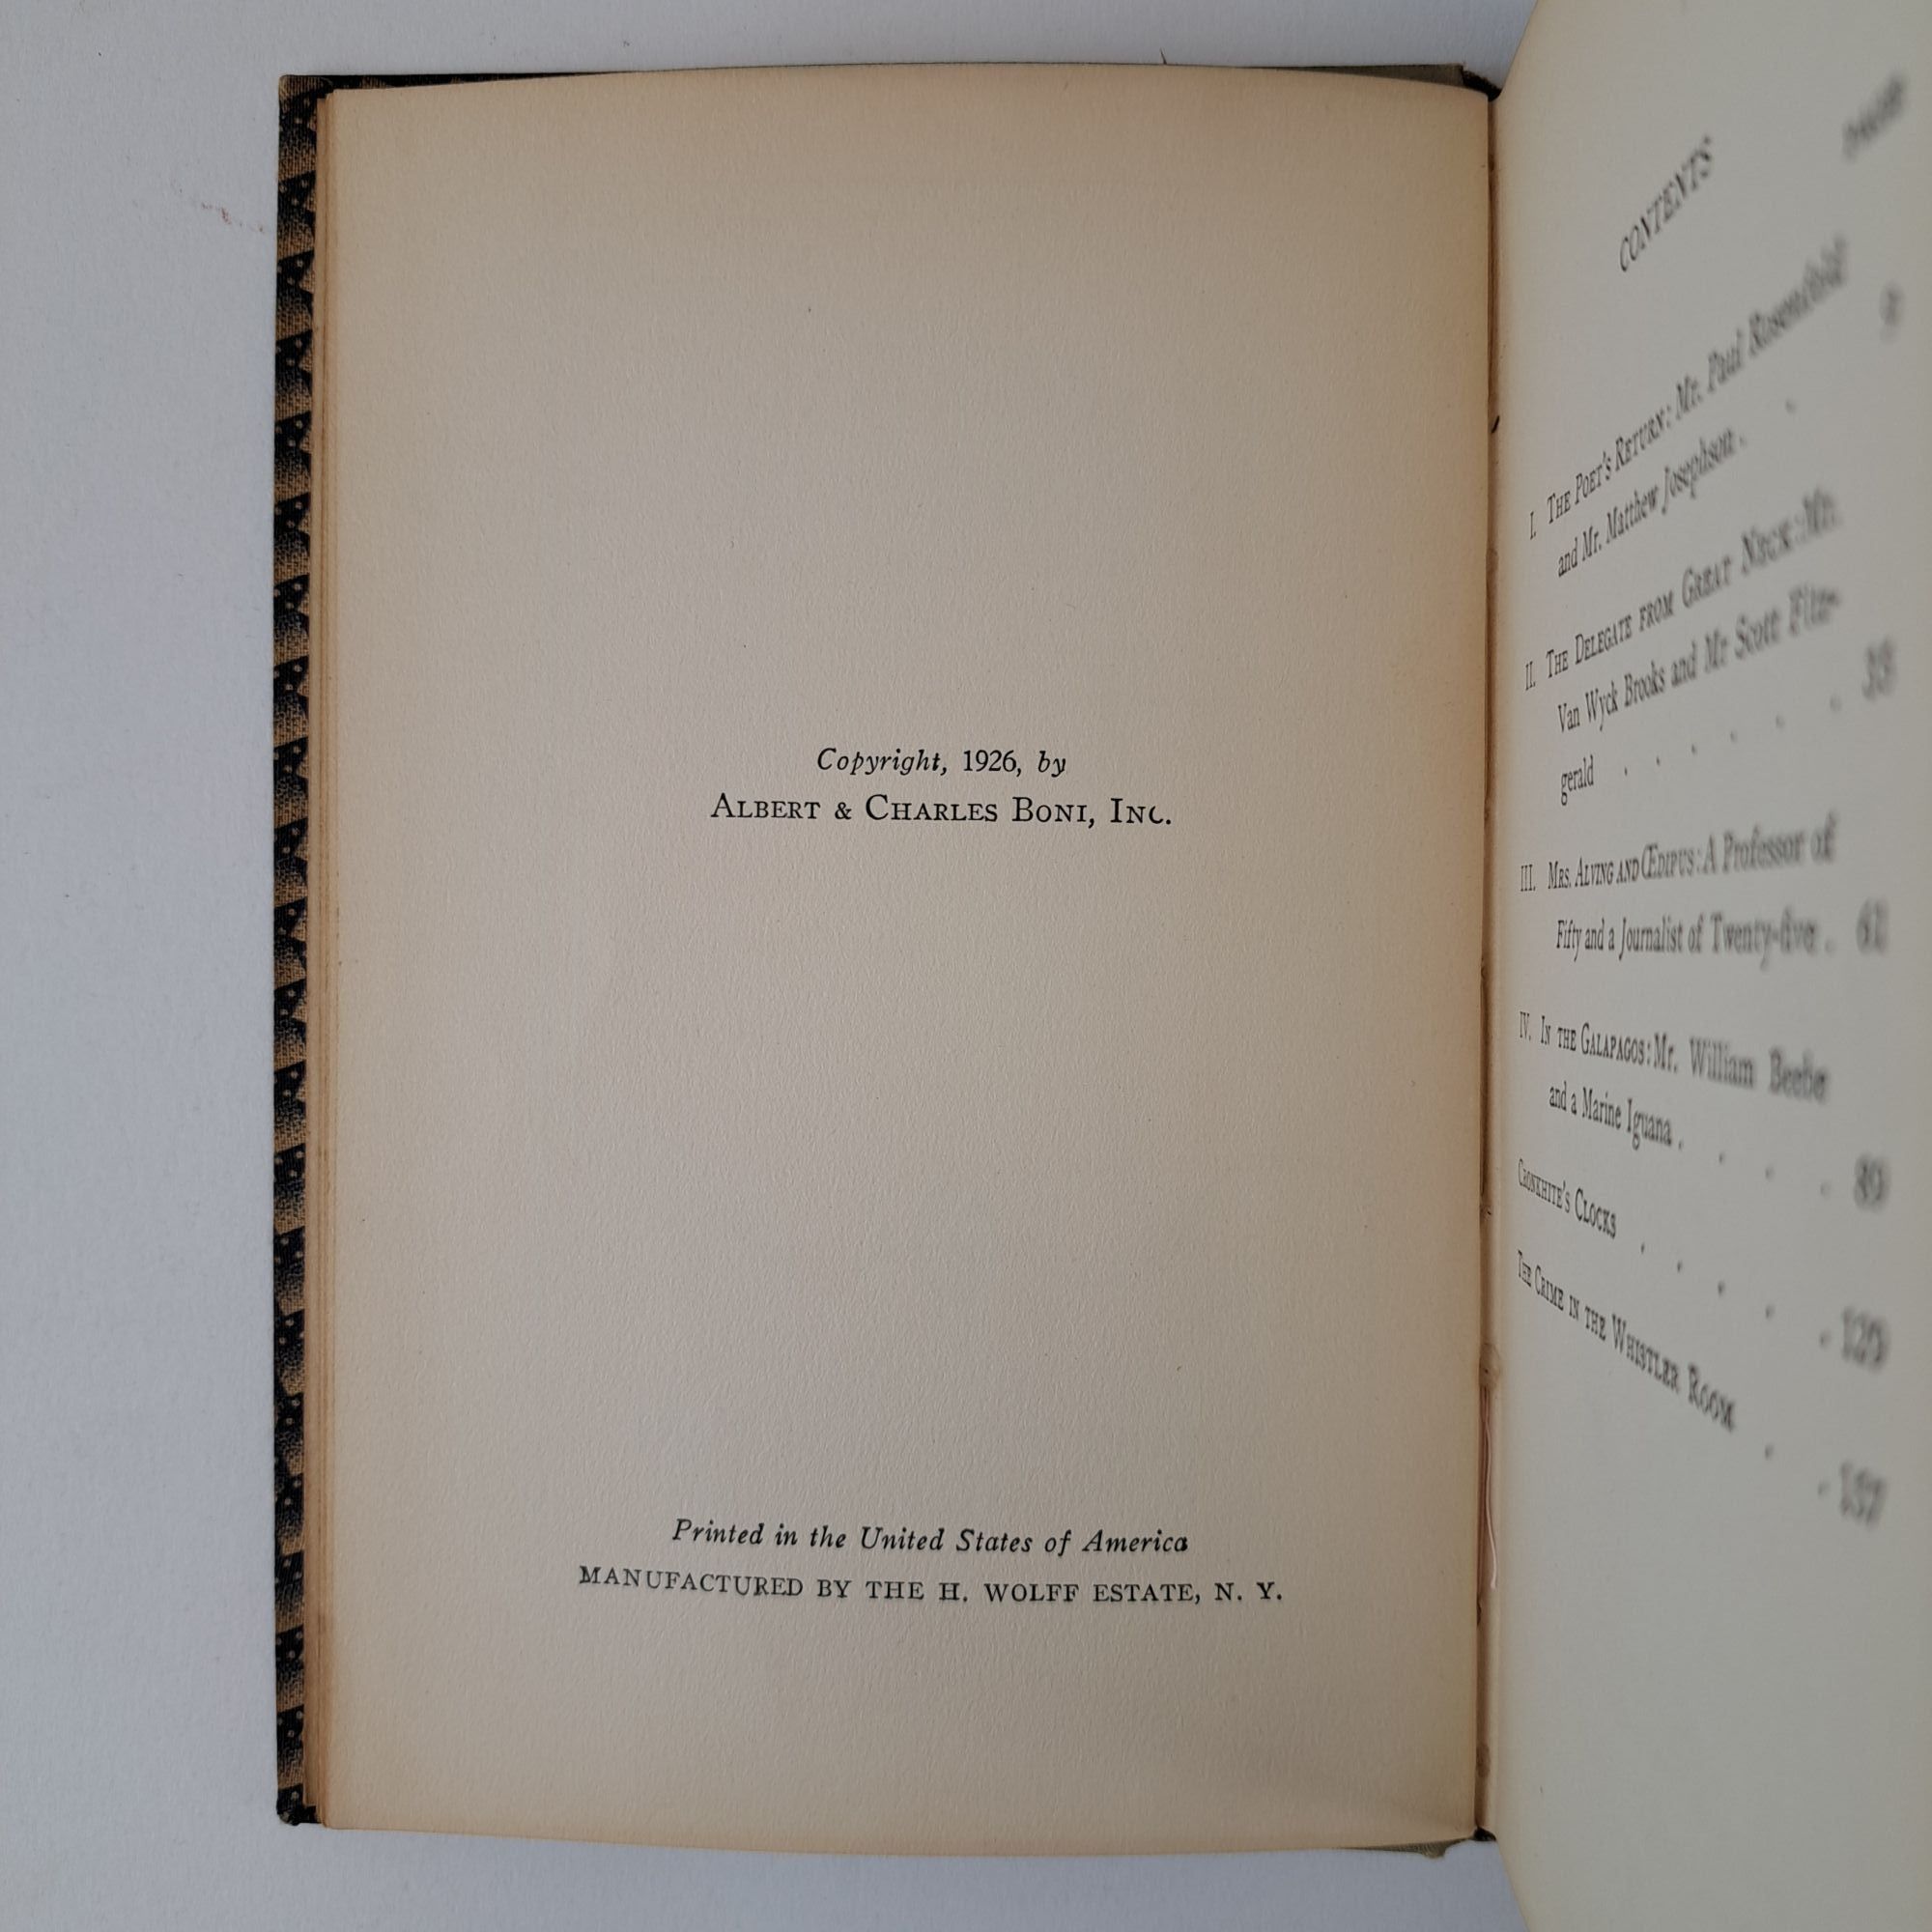 Copyright, 1926, by
ALBERT & CHARLES BONI, INC.
Printed in the United States of America
MANUFACTURED BY THE H. WOLFF ESTATE, N. Y.
CONTENTS
I. THE POET'S RETURN: Mr. Paul Rosenfeld
and Mr. Matthew Josephson . .
II. THE DELEGATE FROM GREAT NECK: Mr.
Van Wyck Brooks and Mr Scott Fitz-
gerald . . . . . .
III. MRS. ALVING AND ŒDIPUS: A Professor of
Fifty and a Journalist of Twenty-five . 61
IV. IN THE GALAPAGOS: Mr. William Beebe
and a Marine Iguana . . . . 89
CRONKHITE'S CLOCKS . . . . . 129
THE CRIME IN THE WHISTLER ROOM . .